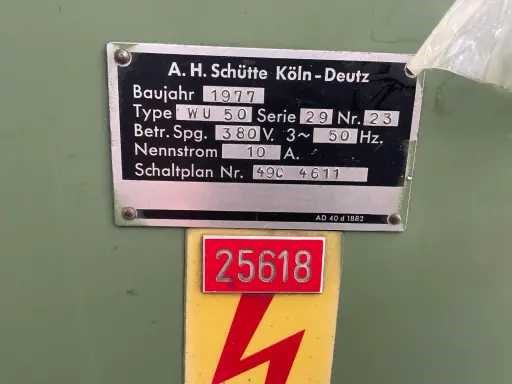 A. H. Schütte Köln-Deutz
Baujahr 1977
Type WU 50 Serie 29 Nr. 23
Betr. Spg. 380 V. 3~ 50 Hz.
Nennstrom 10 A.
Schaltplan Nr. 490 4611
AD 40 d 1882
25618